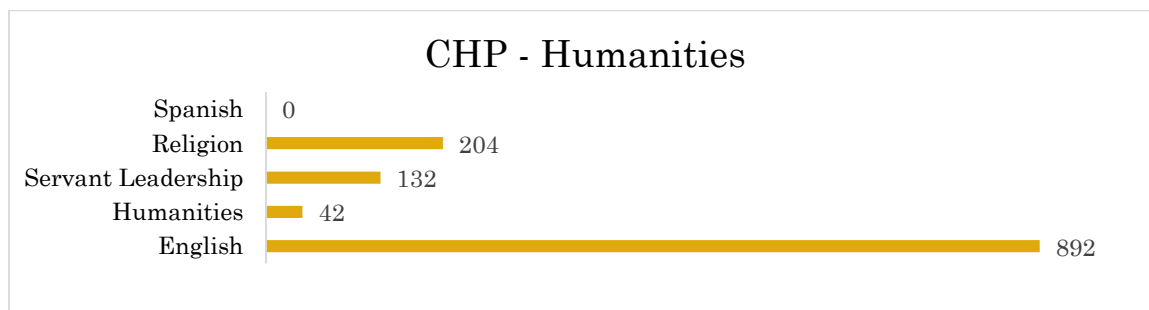 CHP - Humanities
Spanish 0
Religion 204
Servant Leadership 132
Humanities 42
English 892